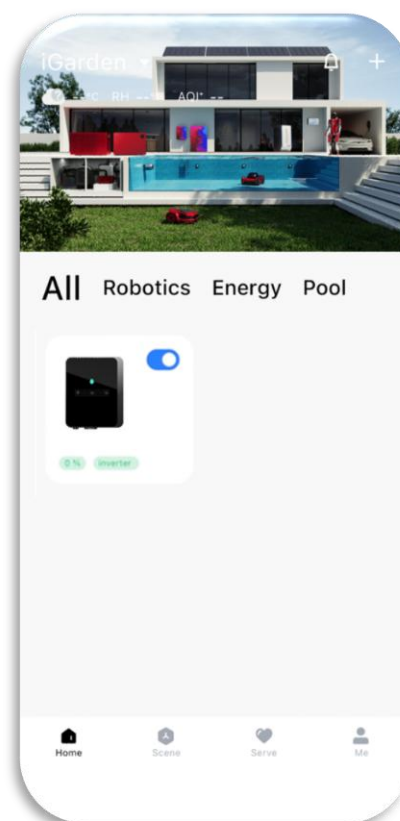 iGarden
--°C RH --% AQI* --
All Robotics Energy Pool
0 % inverter
Home Scene Serve Me